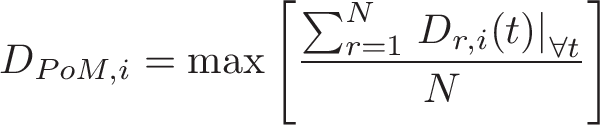 $D_{PoM,i} = \max \left[ \frac{\sum_{r=1}^{N} D_{r,i}(t)|_{\forall t}}{N} \right]$